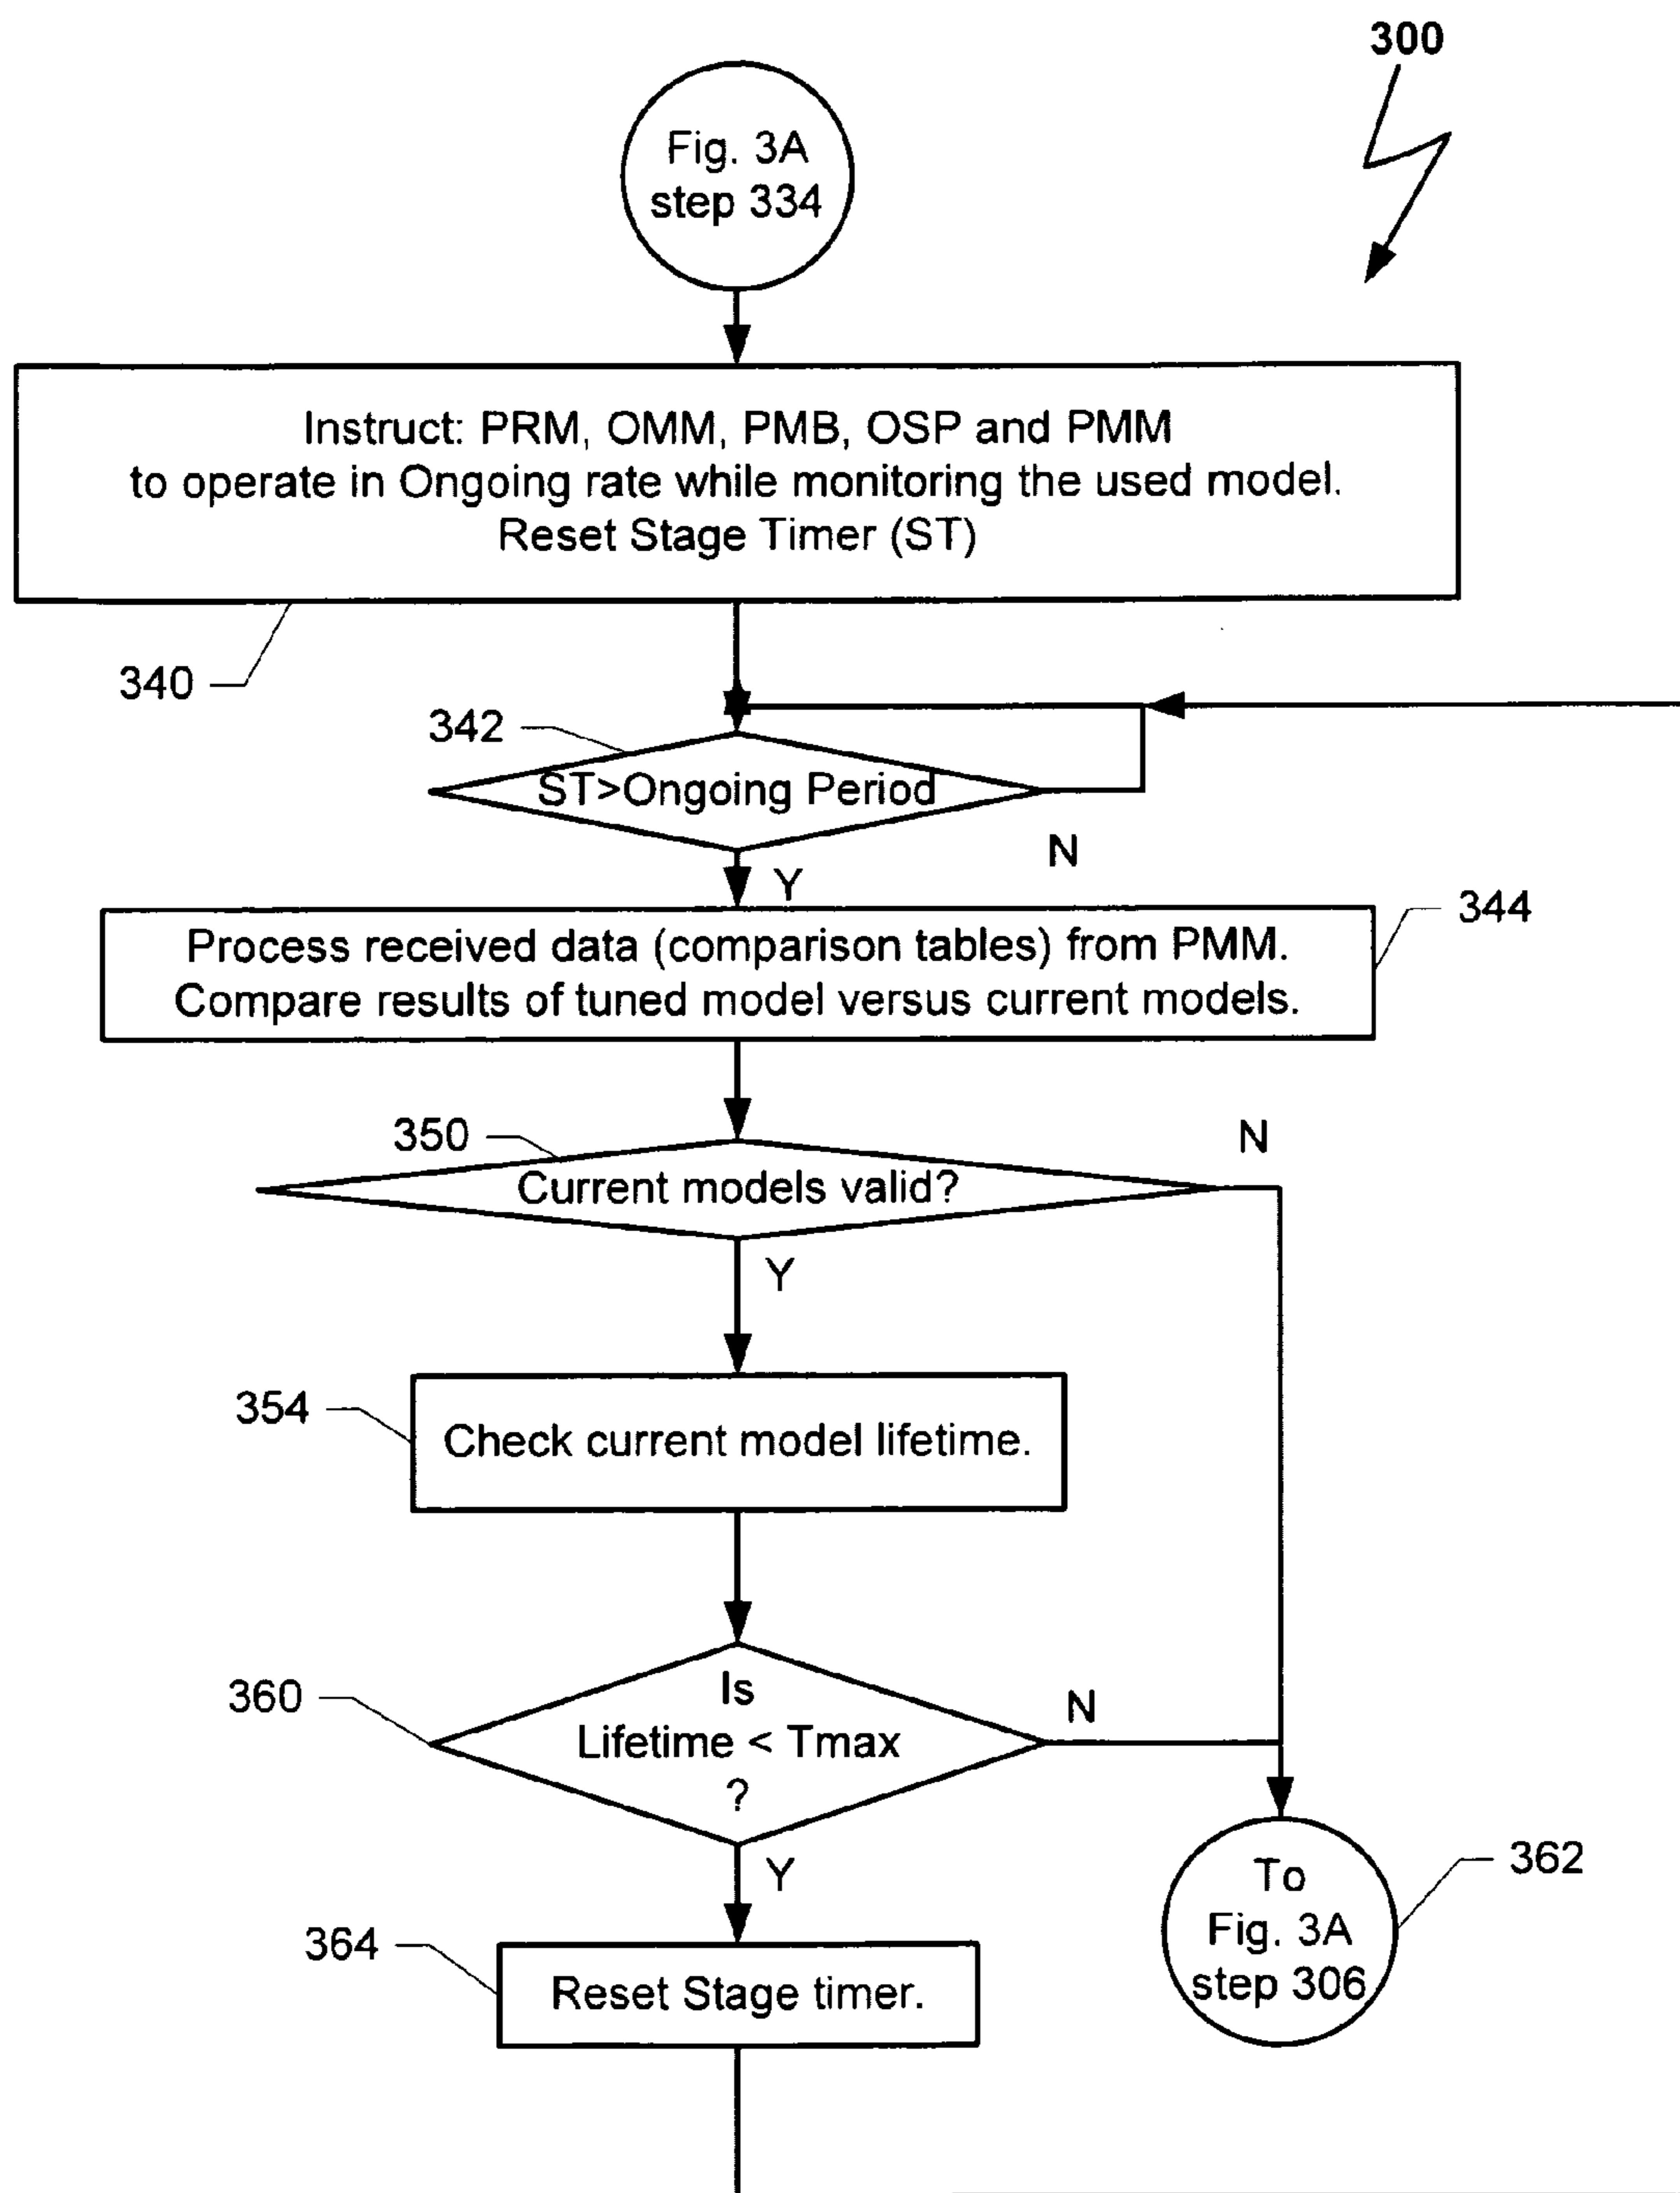 300
Fig. 3A
step 334
Instruct: PRM, OMM, PMB, OSP and PMM
to operate in Ongoing rate while monitoring the used model.
Reset Stage Timer (ST)
340
342
ST>Ongoing Period
N
Y
344
Process received data (comparison tables) from PMM.
Compare results of tuned model versus current models.
350
N
Current models valid?
Y
354
Check current model lifetime.
360
Is
Lifetime < Tmax
?
N
Y
362
To
Fig. 3A
step 306
364
Reset Stage timer.